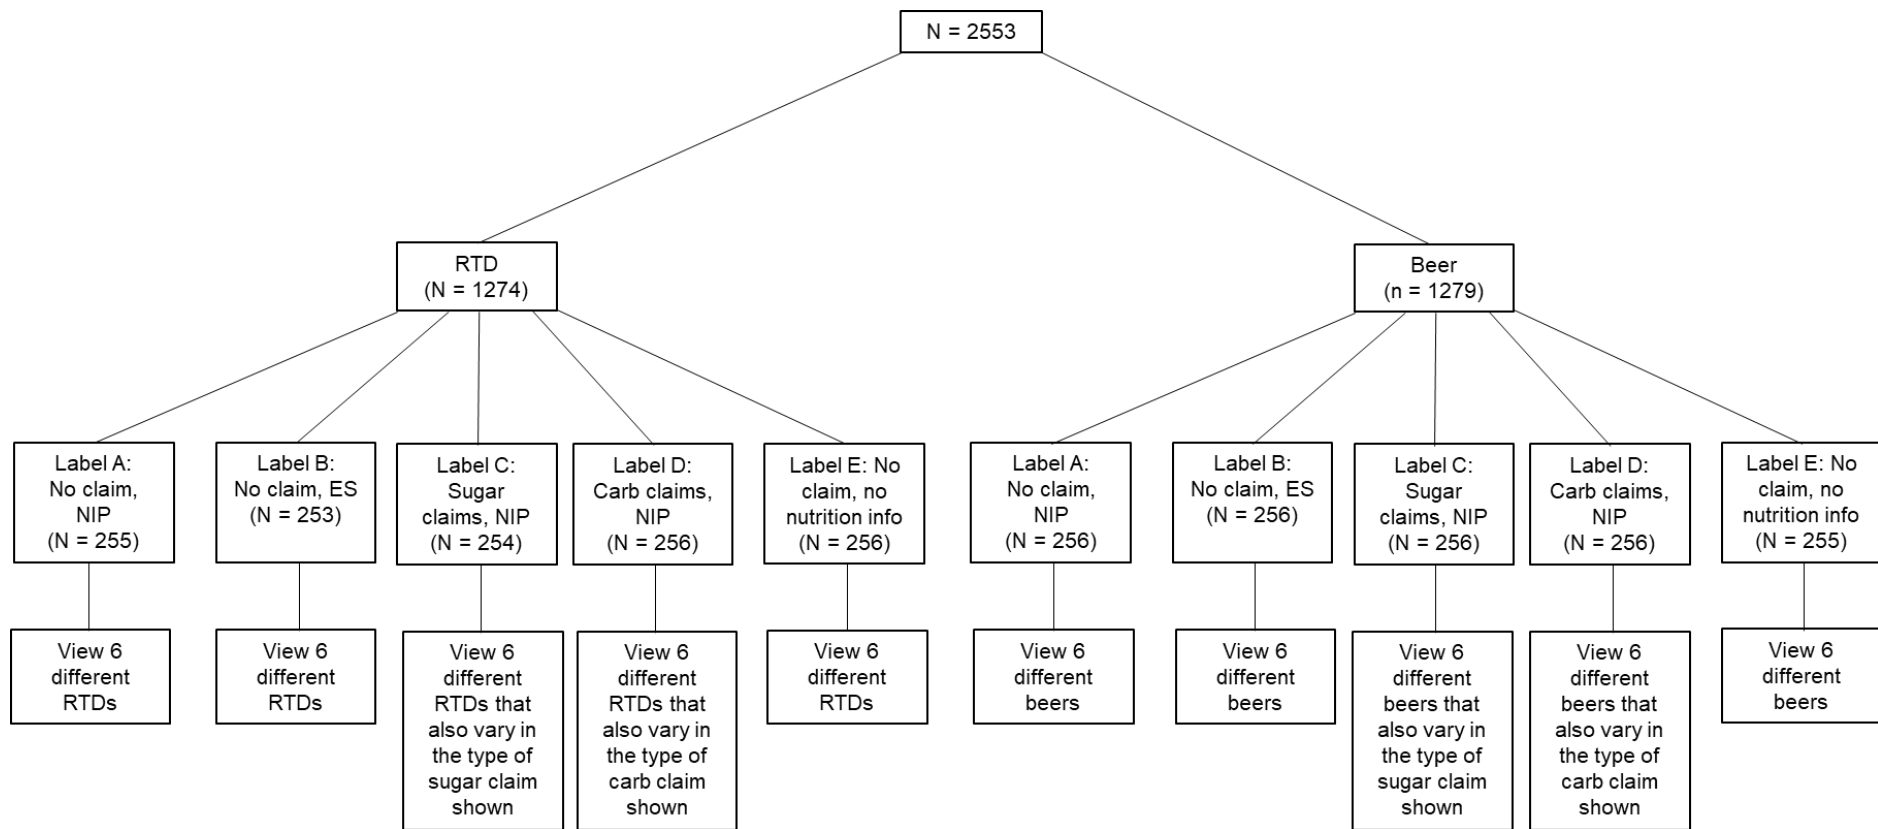 N = 2553
RTD
(N = 1274)
Beer
(n = 1279)
Label A:
No claim,
NIP
(N = 255)
Label B:
No claim, ES
(N = 253)
Label C:
Sugar
claims, NIP
(N = 254)
Label D:
Carb claims,
NIP
(N = 256)
Label E: No
claim, no
nutrition info
(N = 256)
Label A:
No claim,
NIP
(N = 256)
Label B:
No claim, ES
(N = 256)
Label C:
Sugar
claims, NIP
(N = 256)
Label D:
Carb claims,
NIP
(N = 256)
Label E: No
claim, no
nutrition info
(N = 255)
View 6
different
RTDs
View 6
different
RTDs
View 6
different
RTDs that
also vary in
the type of
sugar claim
shown
View 6
different
RTDs that
also vary in
the type of
carb claim
shown
View 6
different
RTDs
View 6
different
beers
View 6
different
beers
View 6
different
beers that
also vary in
the type of
sugar claim
shown
View 6
different
beers that
also vary in
the type of
carb claim
shown
View 6
different
beers